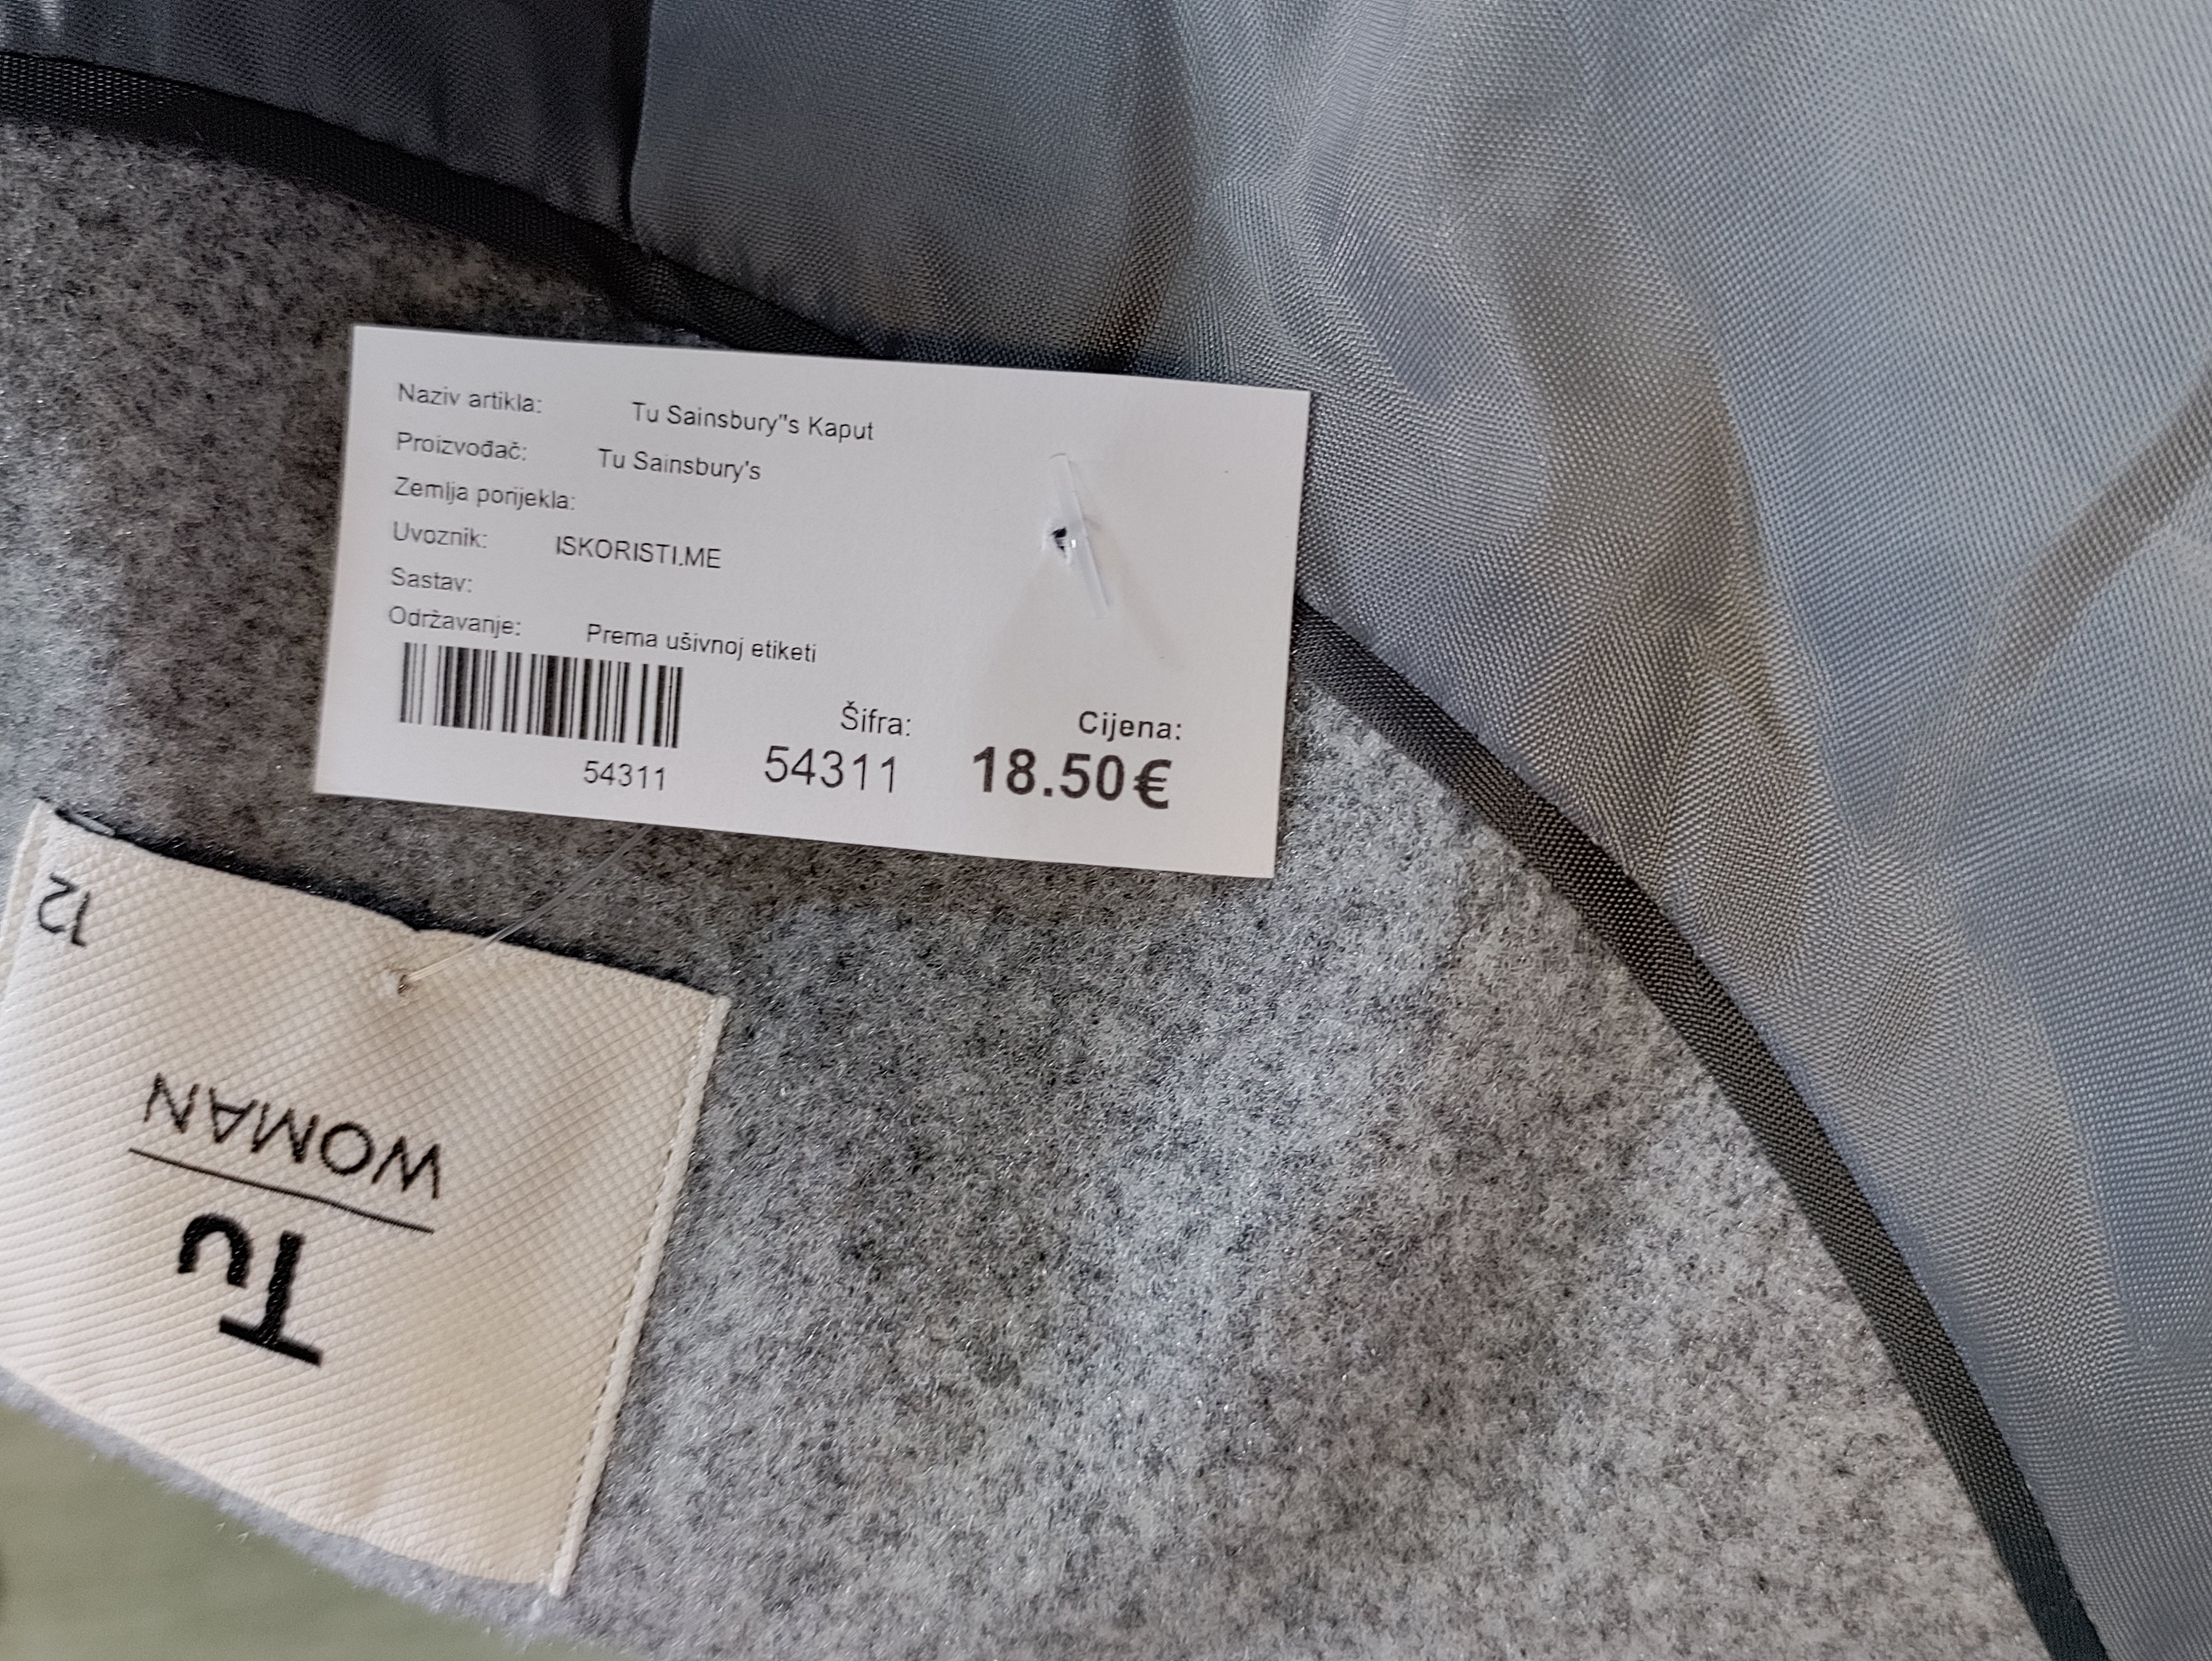 Naziv artikla: Tu Sainsbury"s Kaput
Proizvođač: Tu Sainsbury's
Zemlja porijekla:
Uvoznik: ISKORISTI.ME
Sastav:
Održavanje: Prema ušivnoj etiketi
Šifra: Cijena:
54311 54311 18.50€
Tu
WOMAN
12